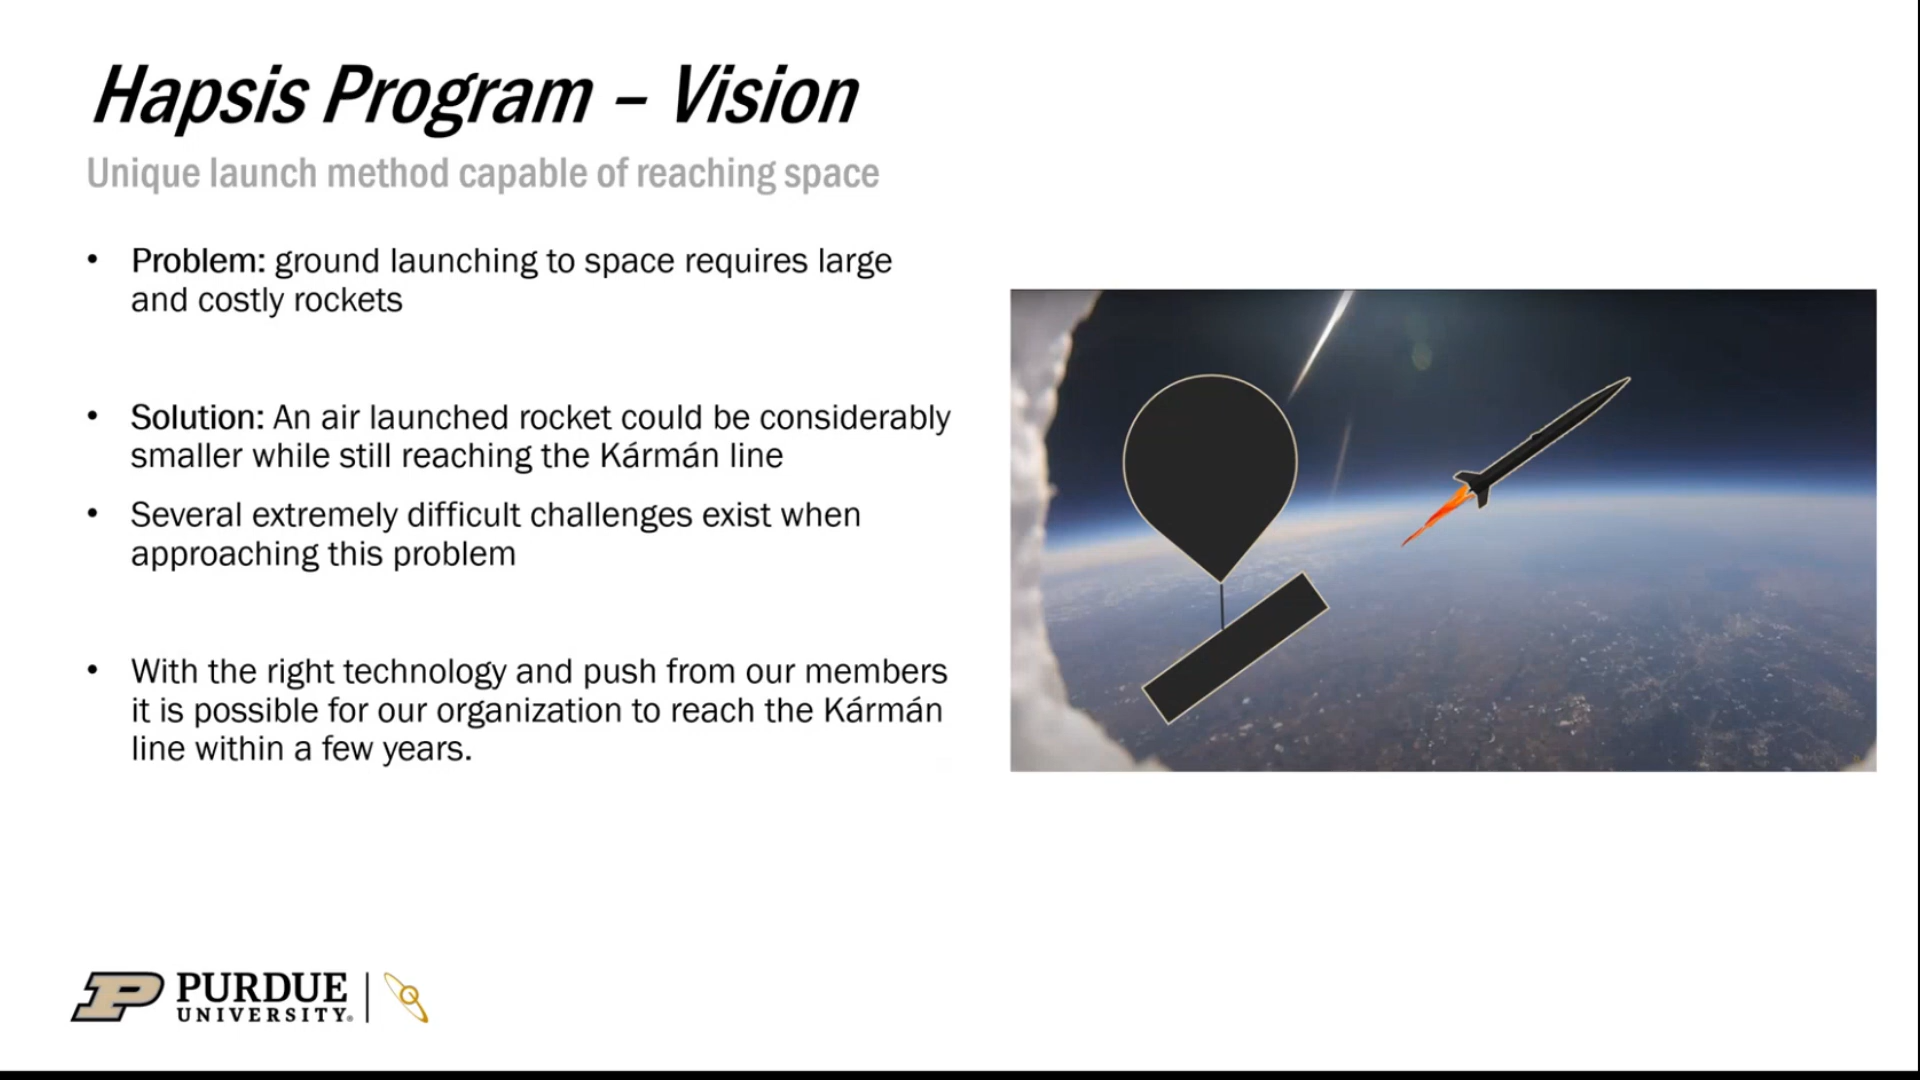 Hapsis Program – Vision
Unique launch method capable of reaching space
• Problem: ground launching to space requires large
and costly rockets
• Solution: An air launched rocket could be considerably
smaller while still reaching the Kármán line
• Several extremely difficult challenges exist when
approaching this problem
• With the right technology and push from our members
it is possible for our organization to reach the Kármán
line within a few years.
P PURDUE
UNIVERSITY®